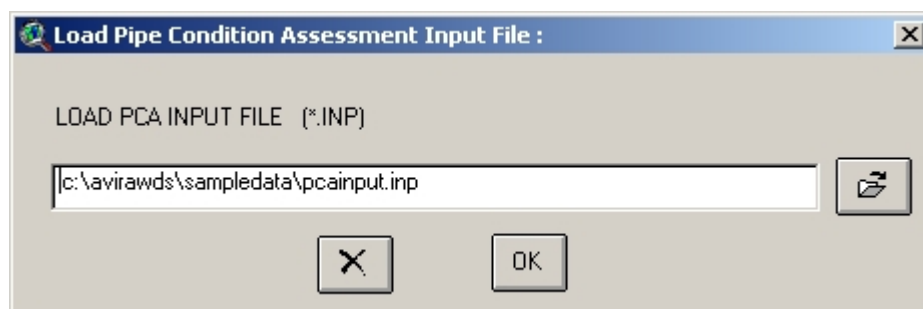 Load Pipe Condition Assessment Input File :
LOAD PCA INPUT FILE (*.INP)
c:\avirawds\sampledata\pcainput.inp
OK